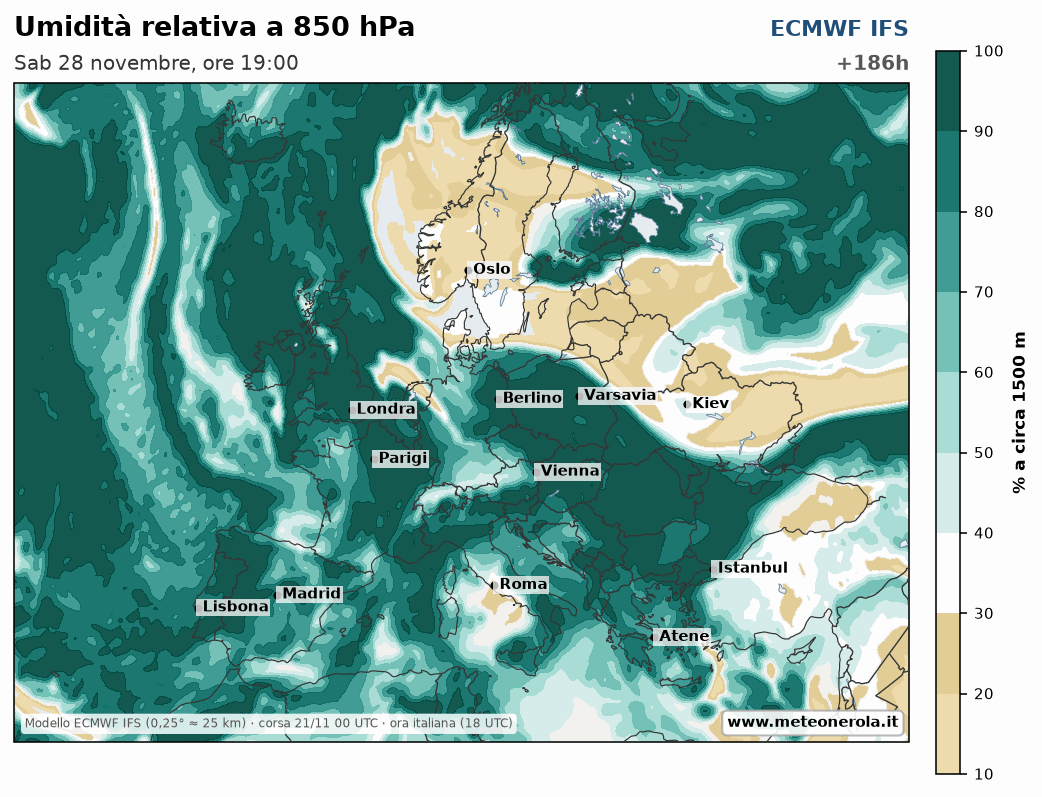 Umidità relativa a 850 hPa
ECMWF IFS
Sab 28 novembre, ore 19:00
+186h
100
90
80
70
60
50
40
30
20
10
% a circa 1500 m
Oslo
Berlino
Varsavia
Kiev
Londra
Parigi
Vienna
Istanbul
Roma
Madrid
Lisbona
Atene
Modello ECMWF IFS (0,25° ≈ 25 km) · corsa 21/11 00 UTC · ora italiana (18 UTC)
www.meteonerola.it